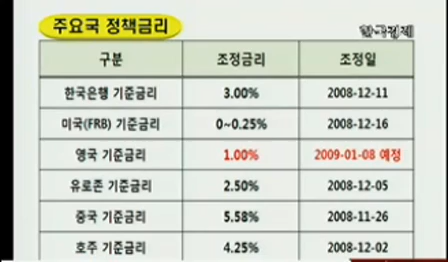 주요국 정책금리
한국경제
구분 조정금리 조정일
한국은행 기준금리 3.00% 2008-12-11
미국(FRB) 기준금리 0~0.25% 2008-12-16
영국 기준금리 1.00% 2009-01-08 예정
유로존 기준금리 2.50% 2008-12-05
중국 기준금리 5.58% 2008-11-26
호주 기준금리 4.25% 2008-12-02